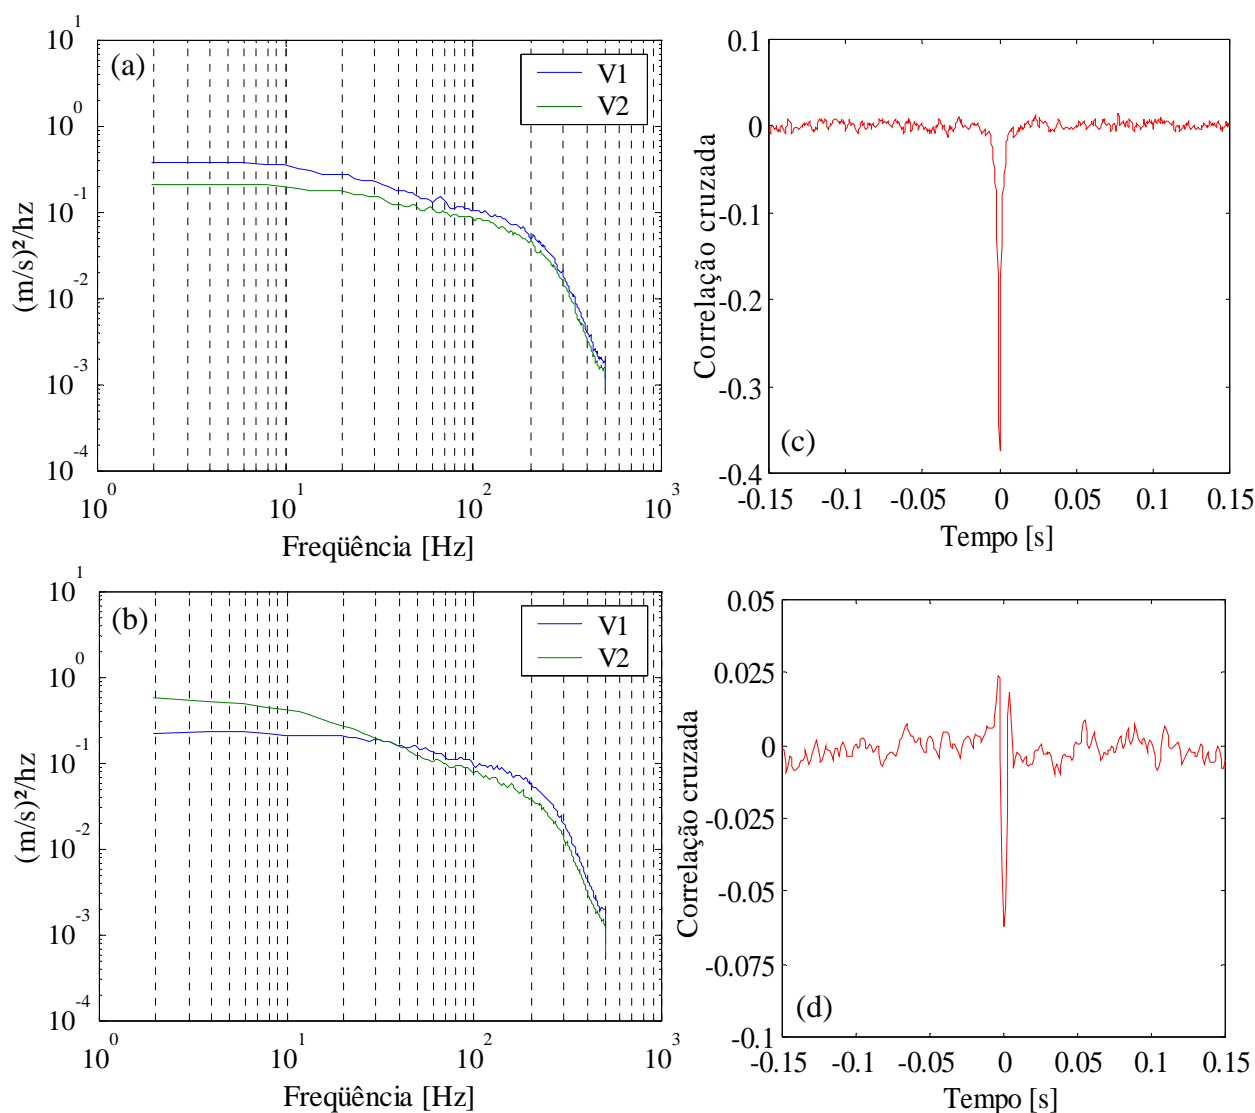 (a)
V1
V2
10^1
10^0
10^-1
10^-2
10^-3
10^-4
(m/s)²/hz
10^0
10^1
10^2
10^3
Freqüência [Hz]
(c)
0.1
0
-0.1
-0.2
-0.3
-0.4
Correlação cruzada
-0.15
-0.1
-0.05
0
0.05
0.1
0.15
Tempo [s]
(b)
V1
V2
10^1
10^0
10^-1
10^-2
10^-3
10^-4
(m/s)²/hz
10^0
10^1
10^2
10^3
Freqüência [Hz]
(d)
0.05
0.025
0
-0.025
-0.05
-0.075
-0.1
Correlação cruzada
-0.15
-0.1
-0.05
0
0.05
0.1
0.15
Tempo [s]